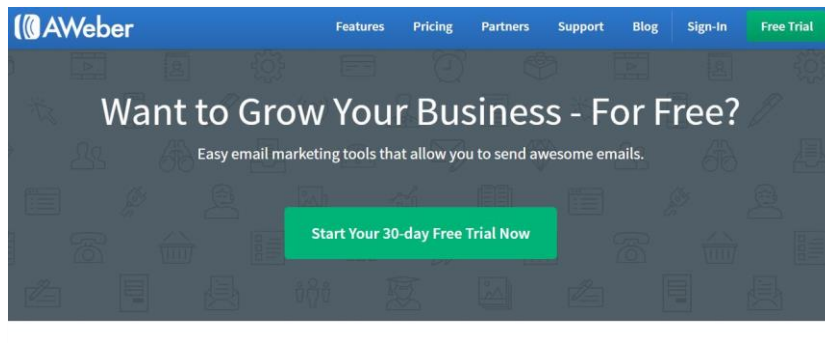 AWeber
Features Pricing Partners Support Blog Sign-In Free Trial
Want to Grow Your Business - For Free?
Easy email marketing tools that allow you to send awesome emails.
Start Your 30-day Free Trial Now